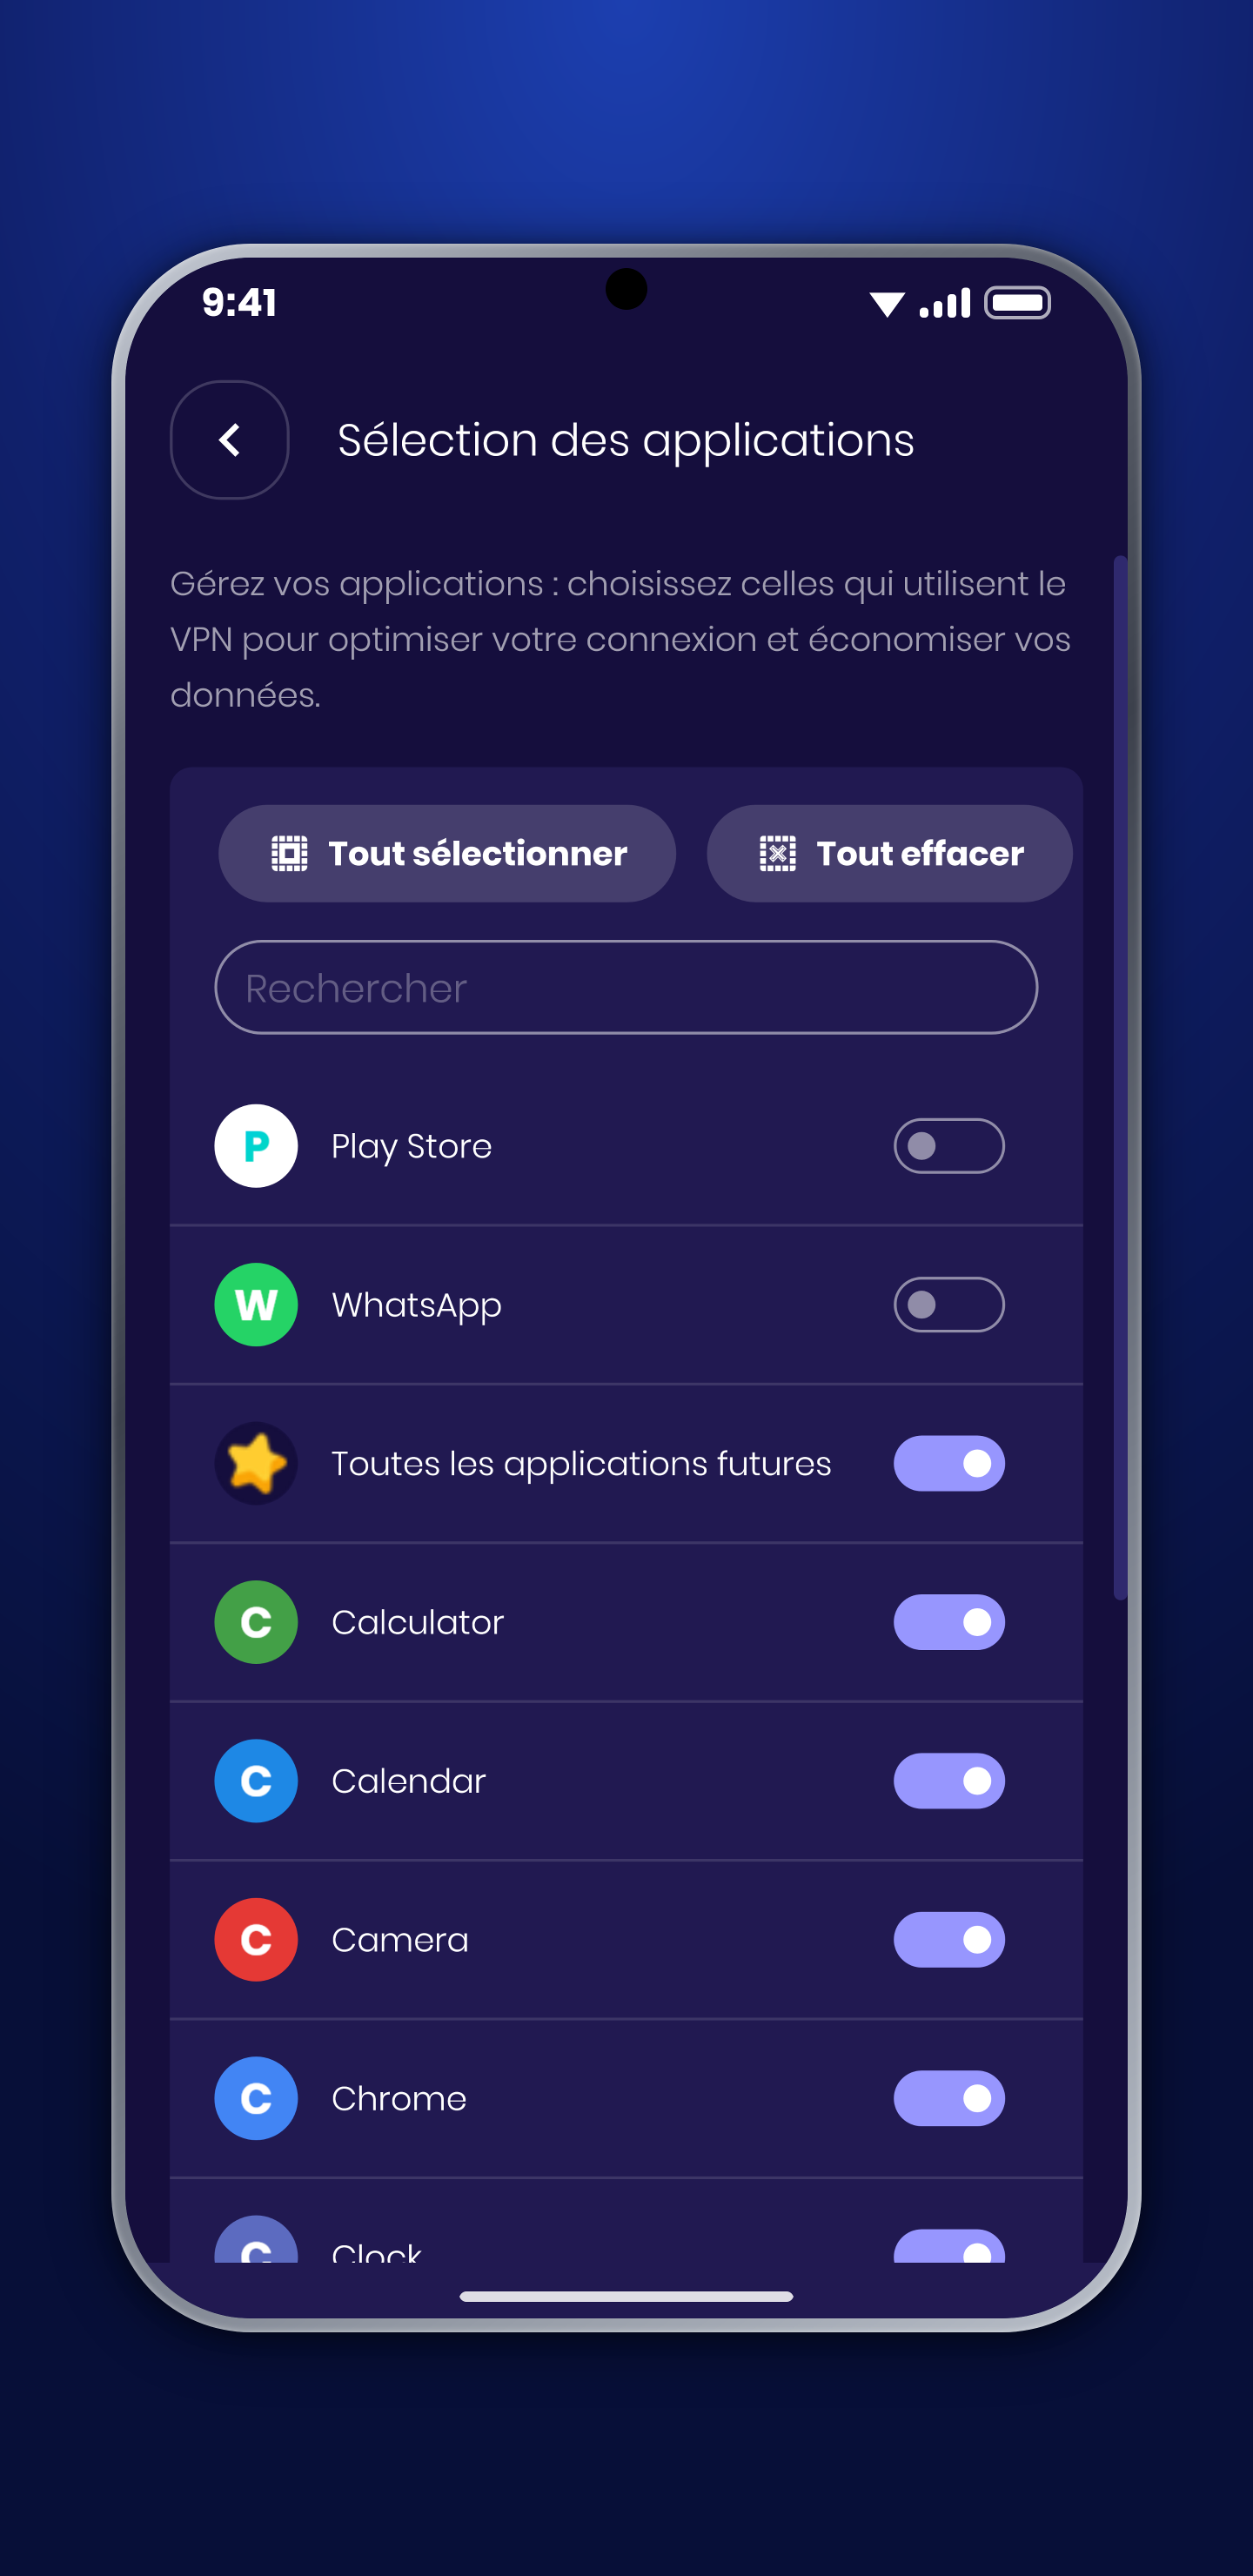 9:41
Sélection des applications
Gérez vos applications : choisissez celles qui utilisent le
VPN pour optimiser votre connexion et économiser vos
données.
Tout sélectionner
Tout effacer
Rechercher
P
Play Store
W
WhatsApp
Toutes les applications futures
C
Calculator
C
Calendar
C
Camera
C
Chrome
C
Clock